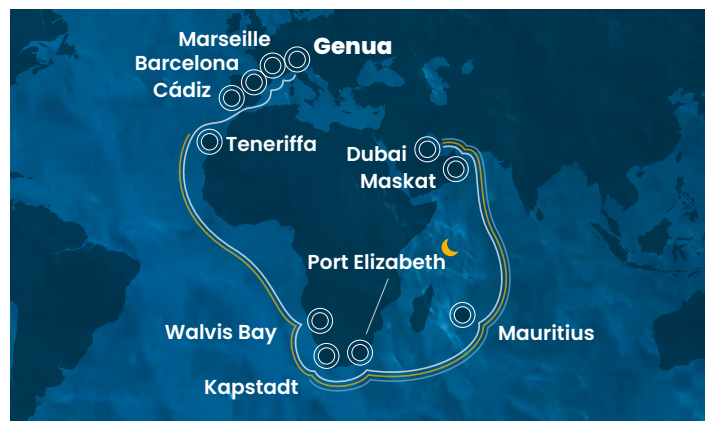 Marseille
Genua
Barcelona
Cádiz
Teneriffa
Dubai
Maskat
Port Elizabeth
Walvis Bay
Mauritius
Kapstadt